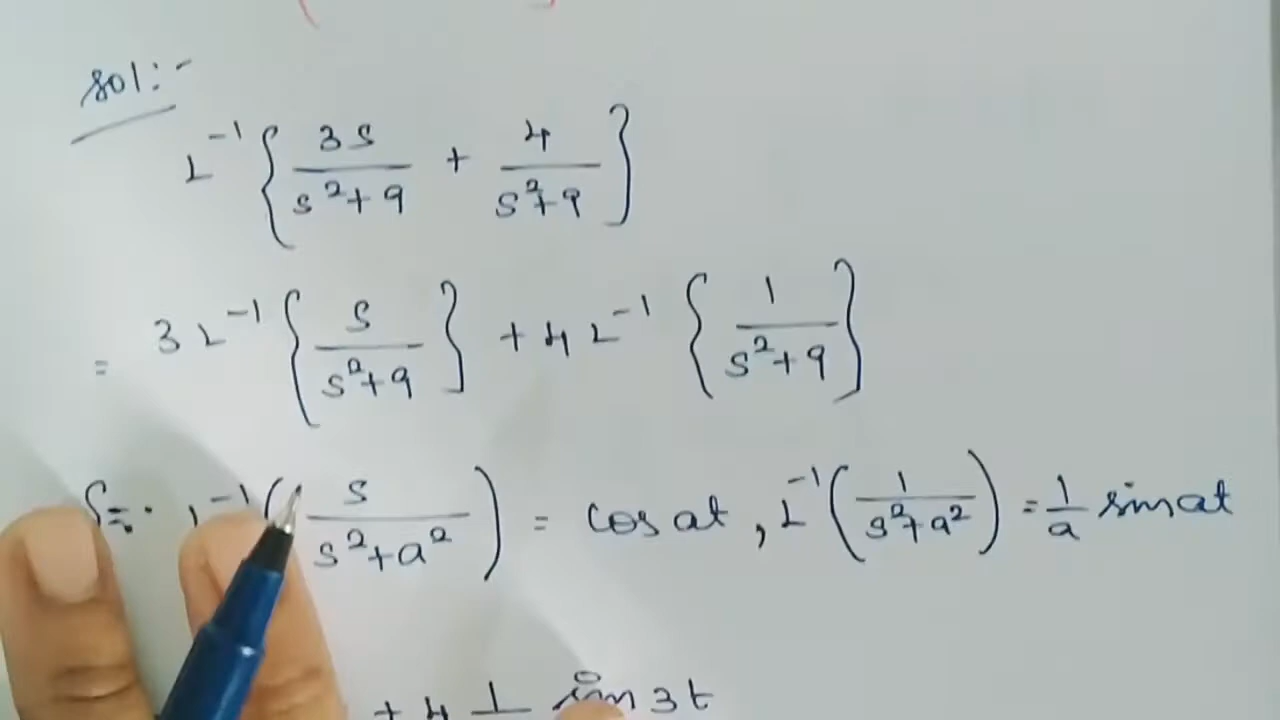 Sol:-
L⁻¹ { 3s/(s²+9) + 4/(s²+9) }
= 3 L⁻¹ { s/(s²+9) } + 4 L⁻¹ { 1/(s²+9) }
L⁻¹ ( s/(s²+a²) ) = cos at , L⁻¹ ( 1/(s²+a²) ) = 1/a sin at
+ 4 1 sin 3t